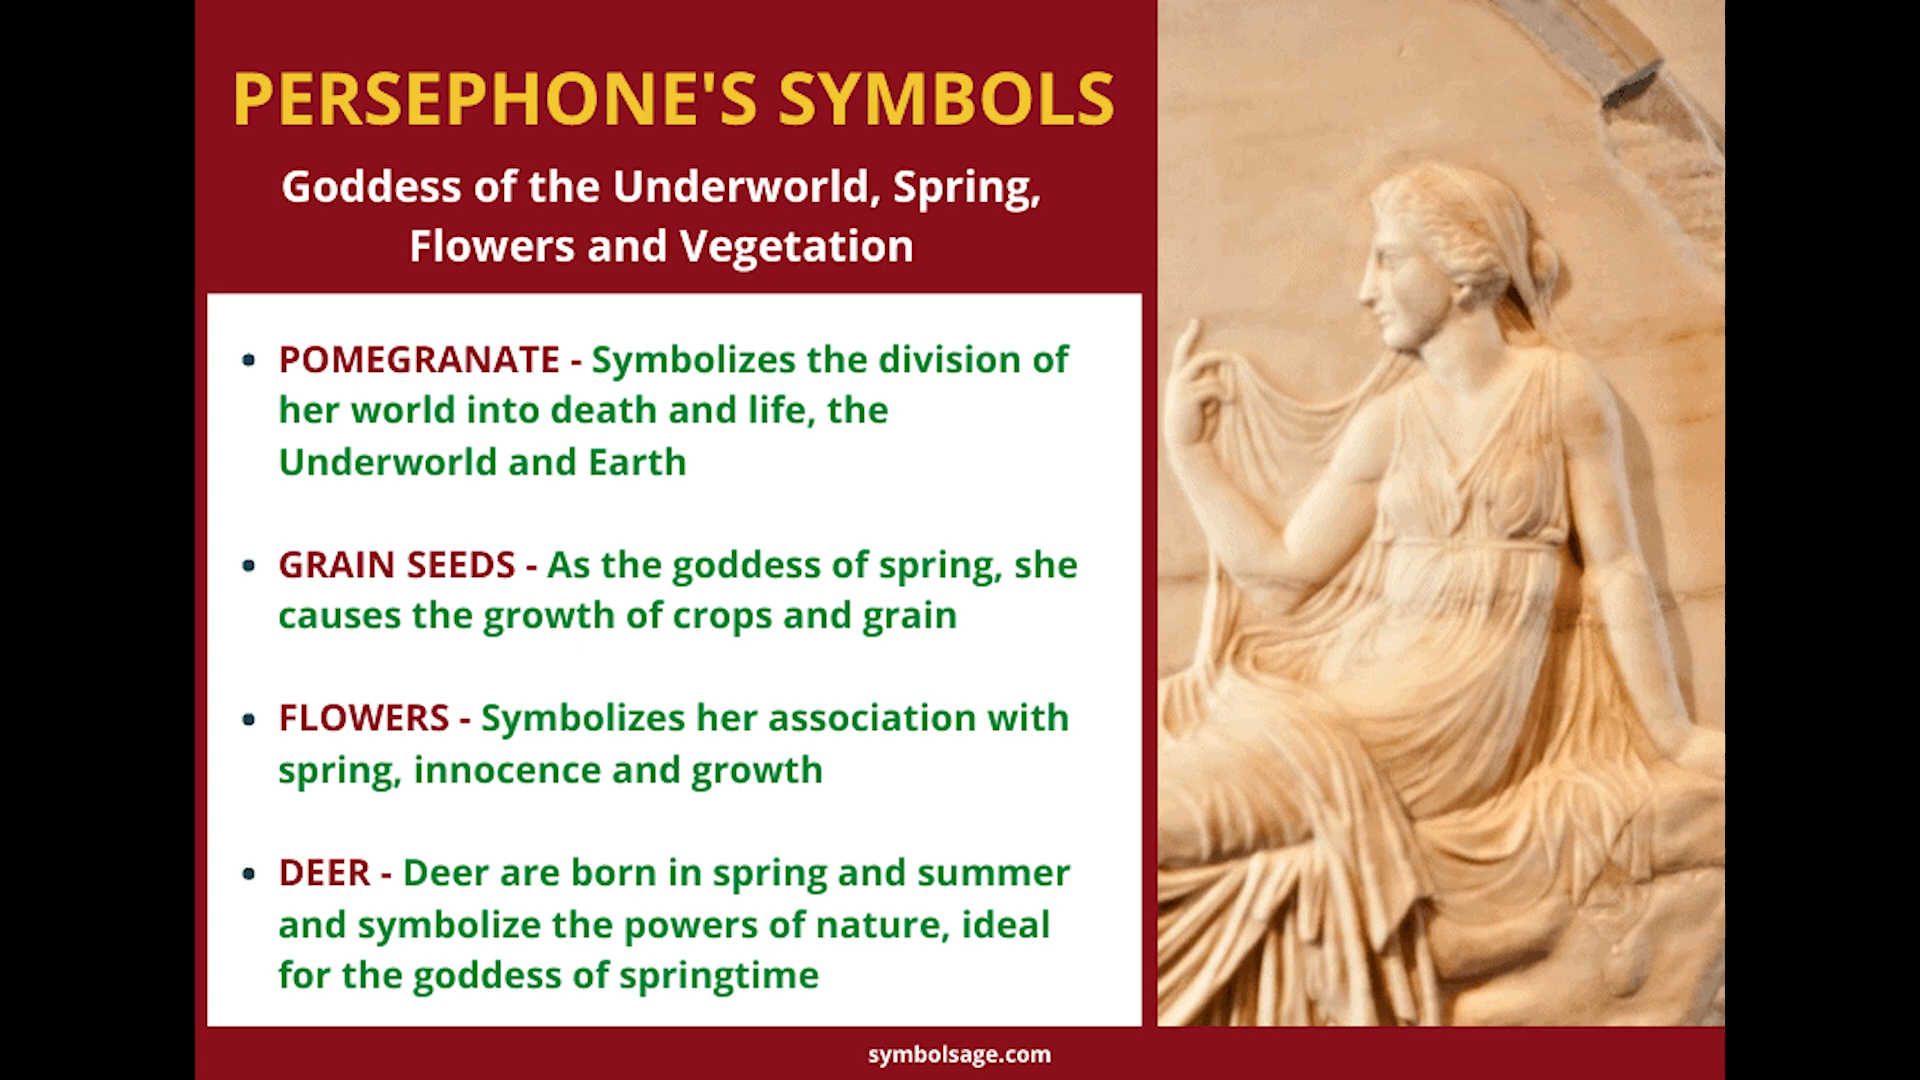 PERSEPHONE'S SYMBOLS
Goddess of the Underworld, Spring,
Flowers and Vegetation
• POMEGRANATE - Symbolizes the division of
her world into death and life, the
Underworld and Earth
• GRAIN SEEDS - As the goddess of spring, she
causes the growth of crops and grain
• FLOWERS - Symbolizes her association with
spring, innocence and growth
• DEER - Deer are born in spring and summer
and symbolize the powers of nature, ideal
for the goddess of springtime
symbolsage.com